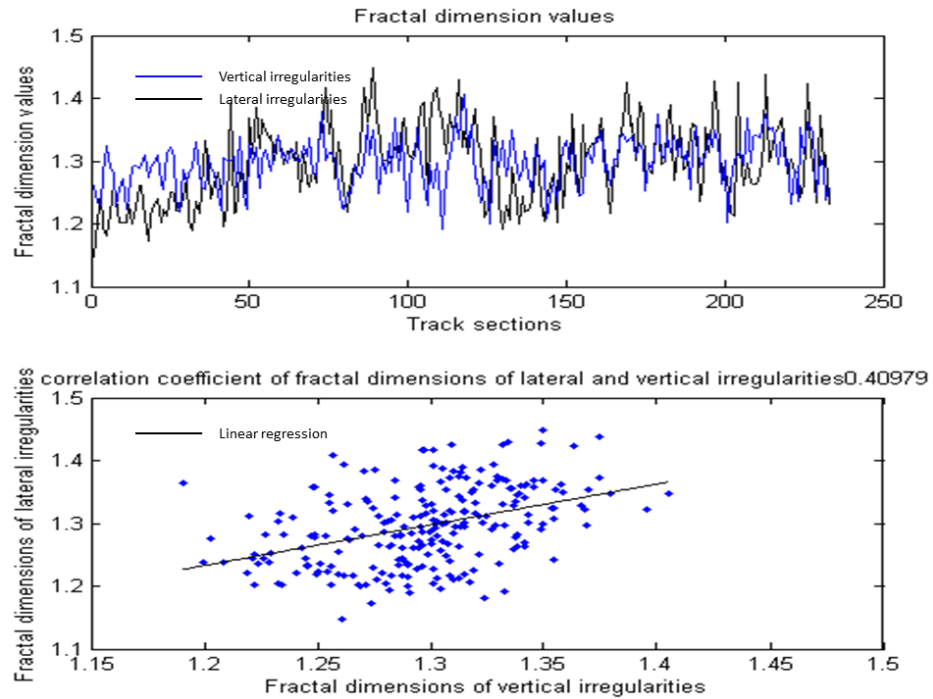 Fractal dimension values
Fractal dimension values
1.5
1.4
1.3
1.2
1.1
Vertical irregularities
Lateral irregularities
0
50
100
150
200
250
Track sections
correlation coefficient of fractal dimensions of lateral and vertical irregularities0.40979
Fractal dimensions of lateral irregularities
1.5
1.4
1.3
1.2
1.1
Linear regression
1.15
1.2
1.25
1.3
1.35
1.4
1.45
1.5
Fractal dimensions of vertical irregularities